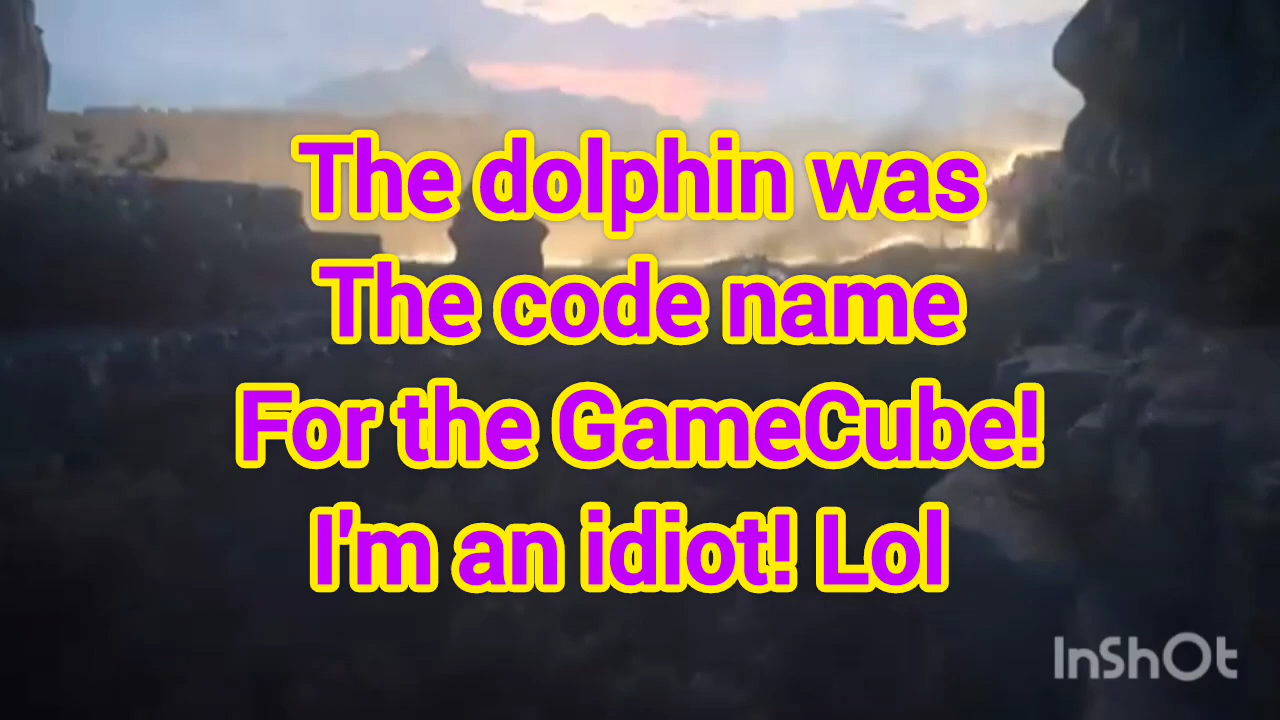 The dolphin was
The code name
For the GameCube!
I'm an idiot! Lol
InShOt